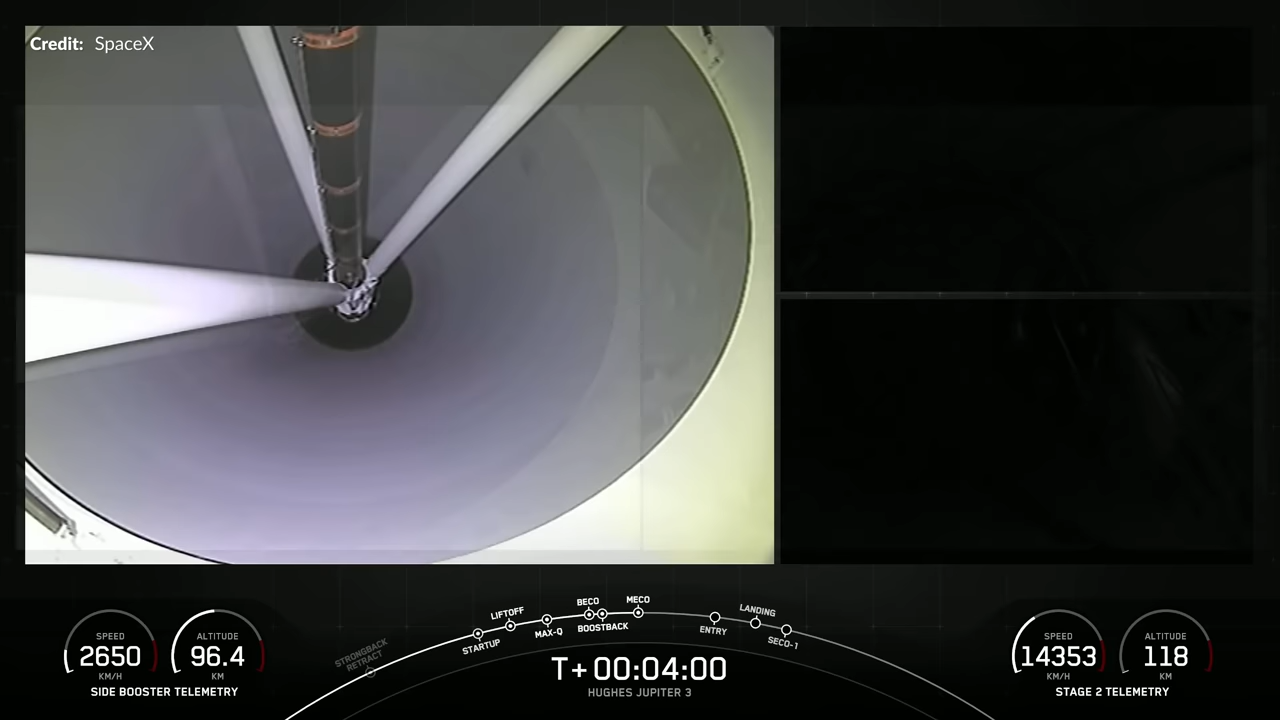 Credit: SpaceX
STRONGBACK
RETRACT
STARTUP
LIFTOFF
MAX-Q
BECO
BOOSTBACK
MECO
ENTRY
LANDING
SECO-1
SPEED
2650
KM/H
ALTITUDE
96.4
KM
SIDE BOOSTER TELEMETRY
T+ 00:04:00
HUGHES JUPITER 3
SPEED
14353
KM/H
ALTITUDE
118
KM
STAGE 2 TELEMETRY